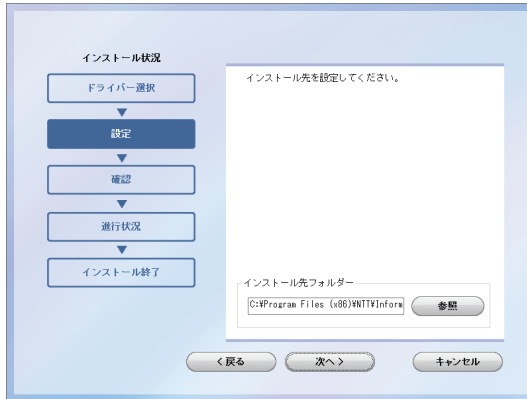 インストール状況
ドライバー選択
設定
確認
進行状況
インストール終了
インストール先を設定してください。
インストール先フォルダー
C:¥Program Files (x86)¥NTT¥Inform
参照
< 戻る
次へ >
キャンセル